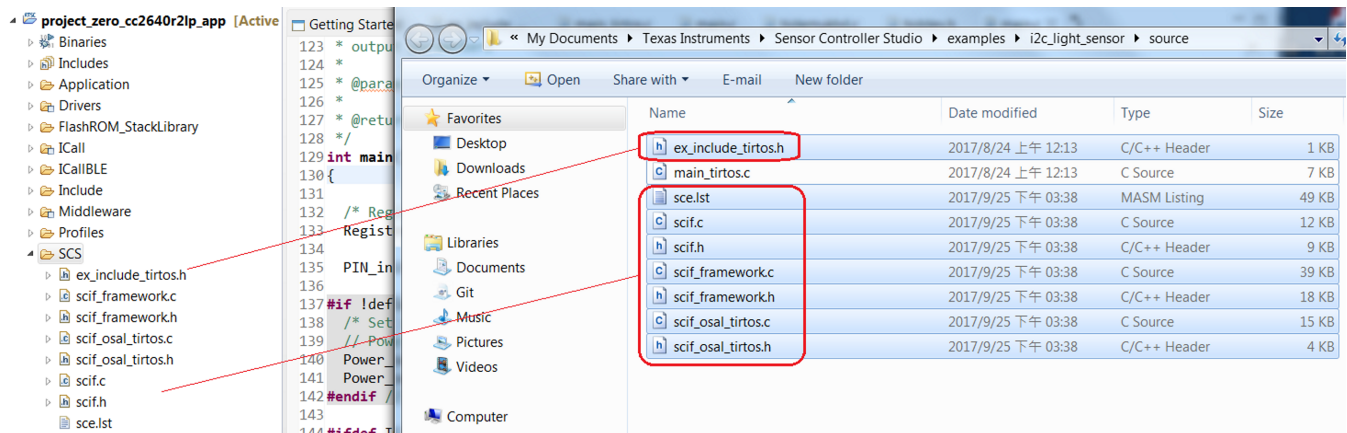 project_zero_cc2640r2lp_app [Active
Binaries
Includes
Application
Drivers
FlashROM_StackLibrary
ICall
ICallBLE
Include
Middleware
Profiles
SCS
ex_include_tirtos.h
scif_framework.c
scif_framework.h
scif_osal_tirtos.c
scif_osal_tirtos.h
scif.c
scif.h
sce.lst
Getting Starte
123 * outpu
124 *
125 * @para
126 *
127 * @retu
128 */
129 int main
130 {
131
132 /* Reg
133 Regist
134
135 PIN_in
136
137 #if !def
138 /* Set
139 // Pow
140 Power_
141 Power_
142 #endif /
143
144 #ifdef I
« My Documents Texas Instruments Sensor Controller Studio examples i2c_light_sensor source
Organize Open Share with E-mail New folder
Favorites
Desktop
Downloads
Recent Places
Libraries
Documents
Git
Music
Pictures
Videos
Computer
Name Date modified Type Size
ex_include_tirtos.h 2017/8/24 上午 12:13 C/C++ Header 1 KB
main_tirtos.c 2017/8/24 上午 12:13 C Source 7 KB
sce.lst 2017/9/25 下午 03:38 MASM Listing 49 KB
scif.c 2017/9/25 下午 03:38 C Source 12 KB
scif.h 2017/9/25 下午 03:38 C/C++ Header 9 KB
scif_framework.c 2017/9/25 下午 03:38 C Source 39 KB
scif_framework.h 2017/9/25 下午 03:38 C/C++ Header 18 KB
scif_osal_tirtos.c 2017/9/25 下午 03:38 C Source 15 KB
scif_osal_tirtos.h 2017/9/25 下午 03:38 C/C++ Header 4 KB